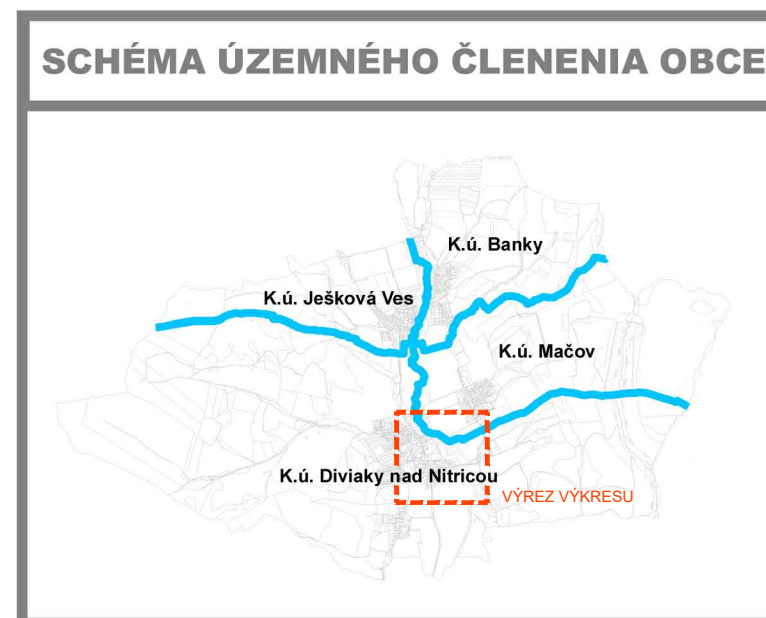 SCHÉMA ÚZEMNÉHO ČLENENIA OBCE
K.ú. Banky
K.ú. Ješková Ves
K.ú. Mačov
K.ú. Diviaky nad Nitricou
VÝREZ VÝKRESU